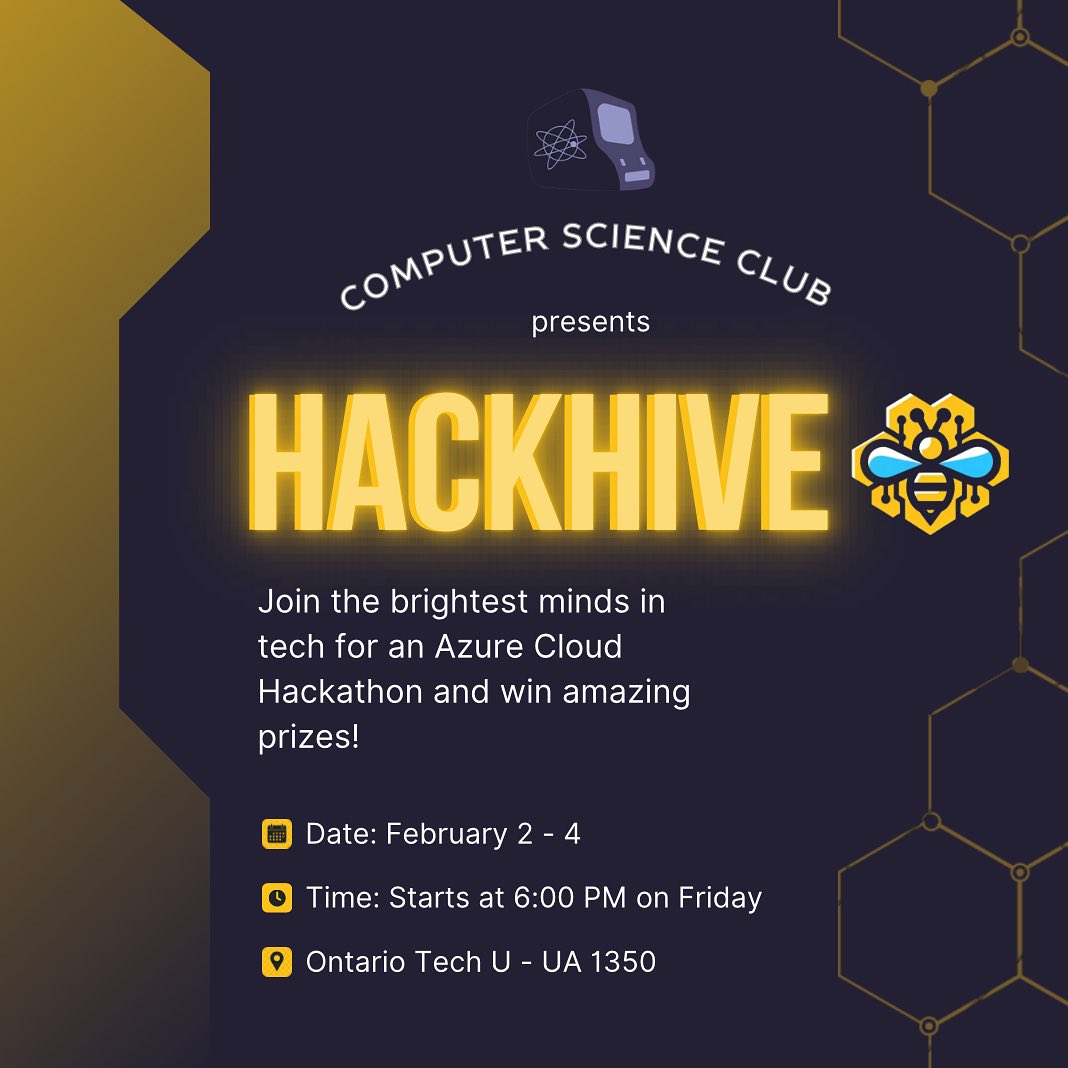 COMPUTER SCIENCE CLUB
presents
HACKHIVE
Join the brightest minds in
tech for an Azure Cloud
Hackathon and win amazing
prizes!
Date: February 2 - 4
Time: Starts at 6:00 PM on Friday
Ontario Tech U - UA 1350